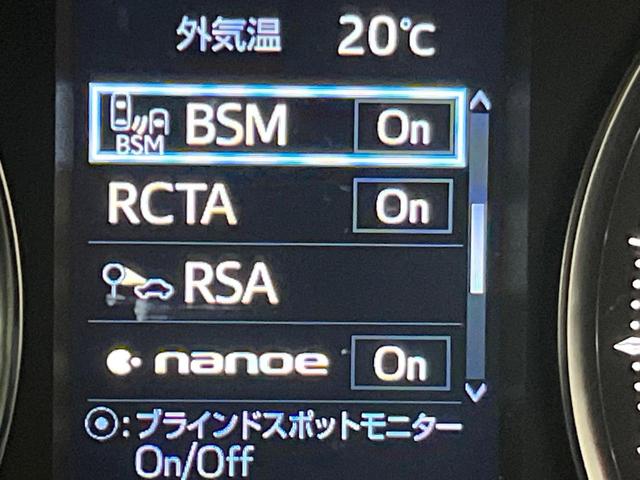 外気温 20℃
BSM BSM On
RCTA On
RSA
nanoe On
⦿:ブラインドスポットモニター
On/Off